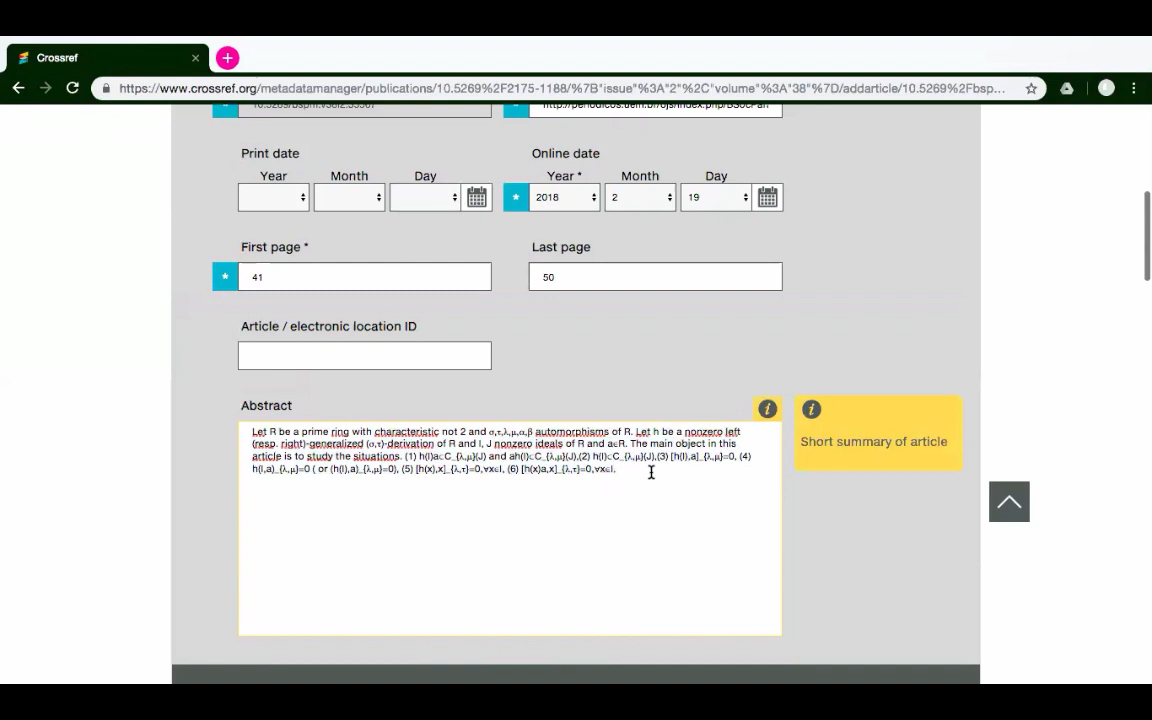 Crossref
https://www.crossref.org/metadatamanager/publications/10.5269%2F2175-1188/%7B"issue"%3A"2"%2C"volume"%3A"38"%7D/addarticle/10.5269%2Fbsp...
Print date
Online date
Year Month Day
Year * Month Day
2018 2 19
First page *
Last page
41
50
Article / electronic location ID
Abstract
Let R be a prime ring with characteristic not 2 and σ,τ,λ,μ,α,β automorphisms of R. Let h be a nonzero left
(resp. right)-generalized (σ,τ)-derivation of R and I, J nonzero ideals of R and a∈R. The main object in this
article is to study the situations. (1) h(I)a⊂C_{λ,μ}(J) and ah(I)⊂C_{λ,μ}(J),(2) h(I)⊂C_{λ,μ}(J),(3) [h(I),a]_{λ,μ}=0, (4)
h(I,a)_{λ,μ}=0 ( or (h(I),a)_{λ,μ}=0), (5) [h(x),x]_{λ,τ}=0,∀x∈I, (6) [h(x)a,x]_{λ,τ}=0,∀x∈I.
Short summary of article